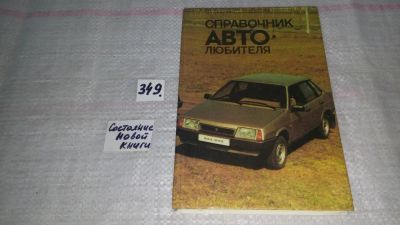 349.
Состояние
новой
книги
СПРАВОЧНИК
АВТО·
ЛЮБИТЕЛЯ